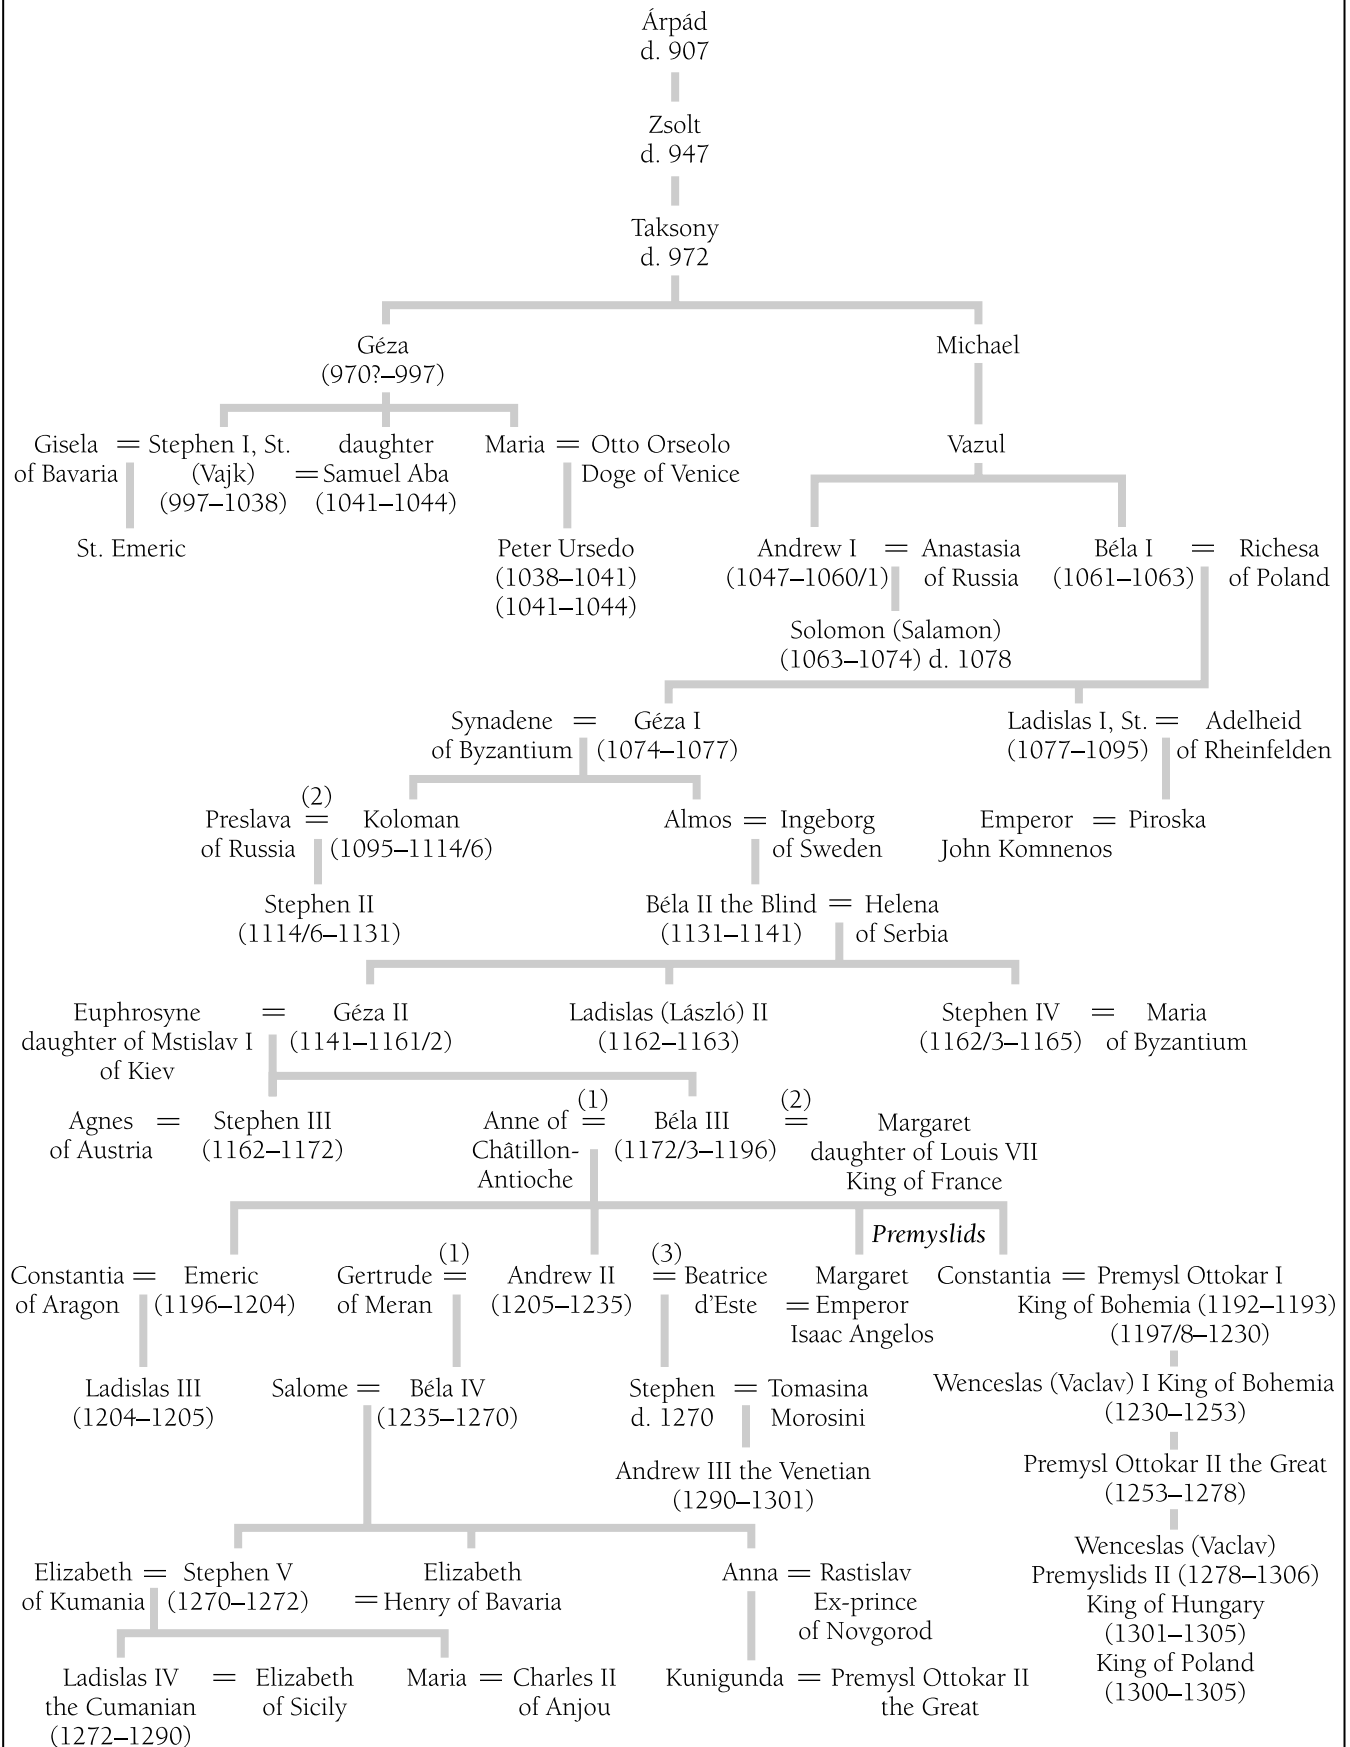 Árpád
d. 907
Zsolt
d. 947
Taksony
d. 972
Géza
(970?–997)
Michael
Gisela
of Bavaria
=
Stephen I, St.
(Vajk)
(997–1038)
daughter
= Samuel Aba
(1041–1044)
Maria = Otto Orseolo
Doge of Venice
Vazul
St. Emeric
Peter Ursedo
(1038–1041)
(1041–1044)
Andrew I
(1047–1060/1)
=
Anastasia
of Russia
Béla I
(1061–1063)
=
Richesa
of Poland
Solomon (Salamon)
(1063–1074) d. 1078
Synadene
of Byzantium
=
Géza I
(1074–1077)
Ladislas I, St.
(1077–1095)
=
Adelheid
of Rheinfelden
Preslava
of Russia
(2)
=
Koloman
(1095–1114/6)
Almos
=
Ingeborg
of Sweden
Emperor
John Komnenos
=
Piroska
Stephen II
(1114/6–1131)
Béla II the Blind
(1131–1141)
=
Helena
of Serbia
Euphrosyne
daughter of Mstislav I
of Kiev
=
Géza II
(1141–1161/2)
Ladislas (László) II
(1162–1163)
Stephen IV
(1162/3–1165)
=
Maria
of Byzantium
Agnes
of Austria
=
Stephen III
(1162–1172)
Anne of
Châtillon-
Antioche
(1)
=
Béla III
(1172/3–1196)
(2)
=
Margaret
daughter of Louis VII
King of France
Premyslids
Constantia
of Aragon
=
Emeric
(1196–1204)
Gertrude
of Meran
(1)
=
Andrew II
(1205–1235)
(3)
=
Beatrice
d'Este
Margaret
= Emperor
Isaac Angelos
Constantia
=
Premysl Ottokar I
King of Bohemia (1192–1193)
(1197/8–1230)
Ladislas III
(1204–1205)
Salome
=
Béla IV
(1235–1270)
Stephen
d. 1270
=
Tomasina
Morosini
Wenceslas (Vaclav) I King of Bohemia
(1230–1253)
Andrew III the Venetian
(1290–1301)
Premysl Ottokar II the Great
(1253–1278)
Wenceslas (Vaclav)
Premyslids II (1278–1306)
King of Hungary
(1301–1305)
King of Poland
(1300–1305)
Elizabeth
of Kumania
=
Stephen V
(1270–1272)
Elizabeth
= Henry of Bavaria
Anna
=
Rastislav
Ex-prince
of Novgorod
Ladislas IV
the Cumanian
(1272–1290)
=
Elizabeth
of Sicily
Maria
=
Charles II
of Anjou
Kunigunda
=
Premysl Ottokar II
the Great